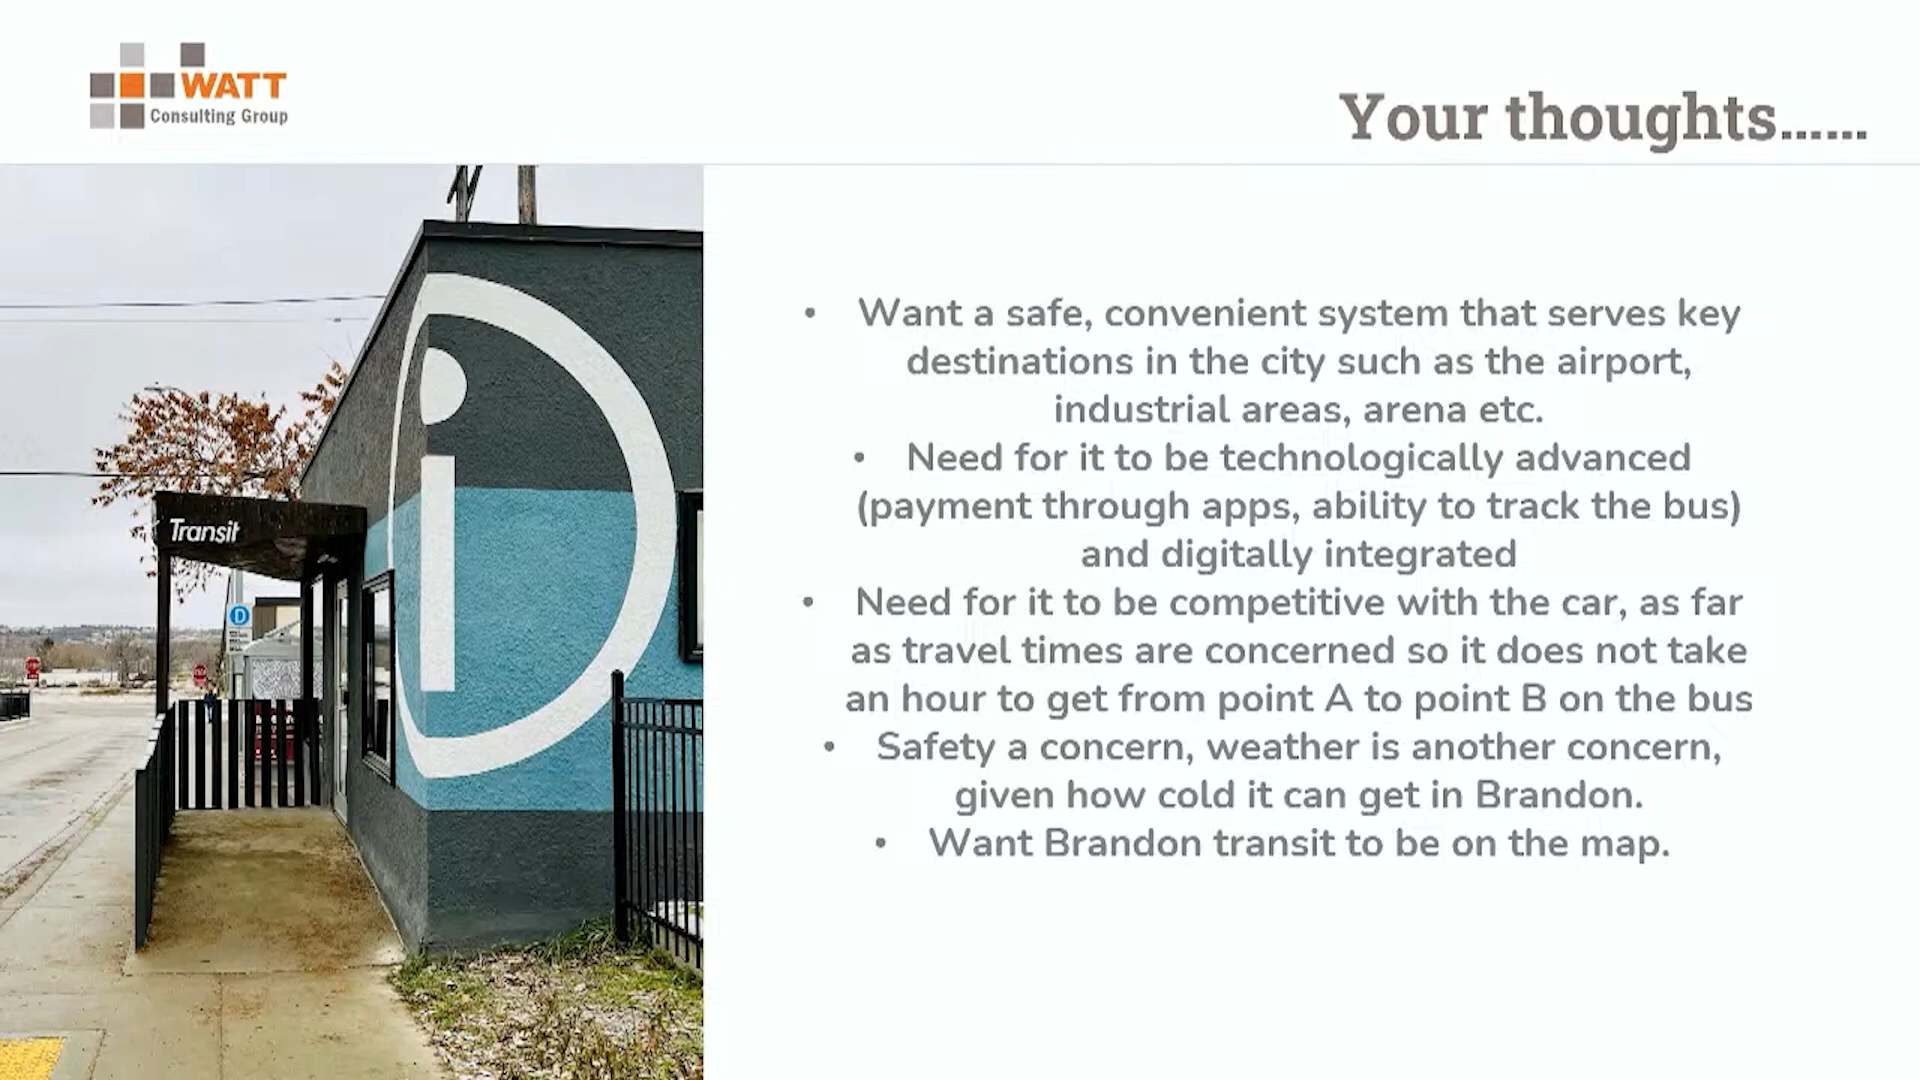 WATT
Consulting Group
Your thoughts......
Transit
D
i
• Want a safe, convenient system that serves key
destinations in the city such as the airport,
industrial areas, arena etc.
• Need for it to be technologically advanced
(payment through apps, ability to track the bus)
and digitally integrated
• Need for it to be competitive with the car, as far
as travel times are concerned so it does not take
an hour to get from point A to point B on the bus
• Safety a concern, weather is another concern,
given how cold it can get in Brandon.
• Want Brandon transit to be on the map.